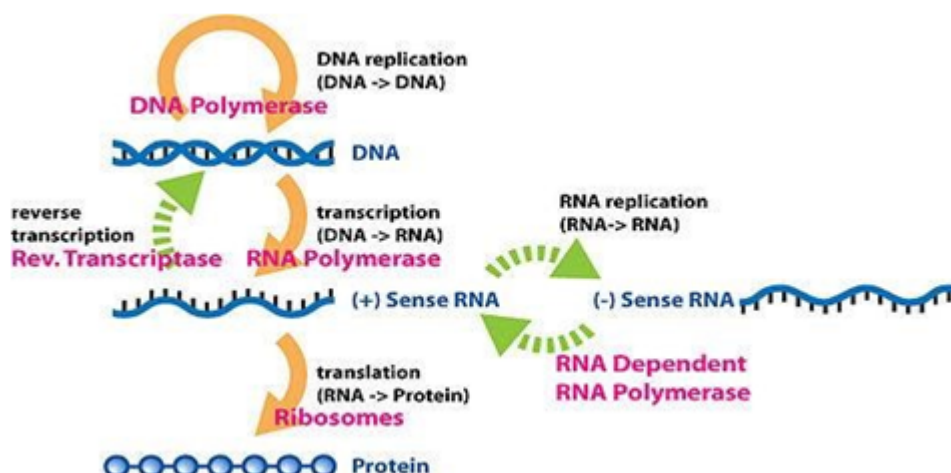 DNA replication
(DNA -> DNA)
DNA Polymerase
DNA
reverse
transcription
Rev. Transcriptase
transcription
(DNA -> RNA)
RNA Polymerase
RNA replication
(RNA-> RNA)
(+) Sense RNA
(-) Sense RNA
RNA Dependent
RNA Polymerase
translation
(RNA -> Protein)
Ribosomes
Protein